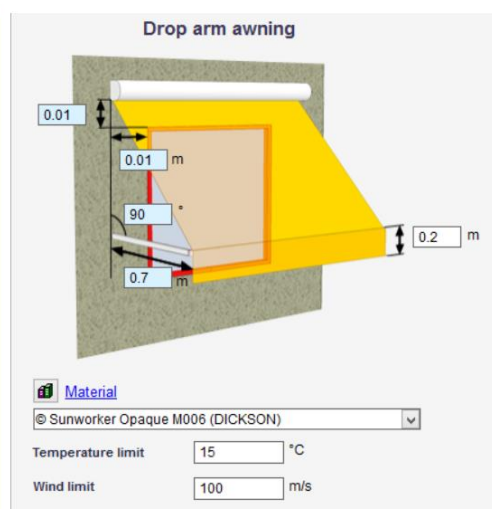 Drop arm awning
0.01
0.01 m
90 °
0.2 m
0.7 m
Material
© Sunworker Opaque M006 (DICKSON)
Temperature limit 15 °C
Wind limit 100 m/s